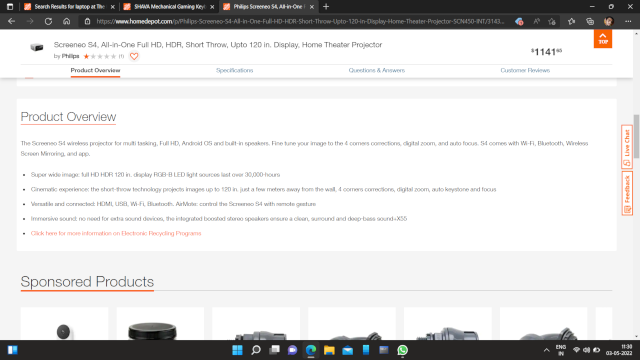 Search Results for laptop at The
SHAVA Mechanical Gaming Key
Philips Screeneo S4, All-in-One F
https://www.homedepot.com/p/Philips-Screeneo-S4-All-in-One-Full-HD-HDR-Short-Throw-Upto-120-in-Display-Home-Theater-Projector-SCN450-INT/3143...
Screeneo S4, All-in-One Full HD, HDR, Short Throw, Upto 120 in. Display, Home Theater Projector
by Philips (1)
$1141
TOP
Product Overview
Specifications
Questions & Answers
Customer Reviews
Product Overview
The Screeneo S4 wireless projector for multi tasking, Full HD, Android OS and built-in speakers. Fine tune your image to the 4 corners corrections, digital zoom, and auto focus. S4 comes with Wi-Fi, Bluetooth, Wireless
Screen Mirroring, and app.
• Super wide image: full HD HDR 120 in. display RGB-B LED light sources last over 30,000 hours
• Cinematic experience: the short-throw technology projects images up to 120 in. just a few meters away from the wall, 4 corners corrections, digital zoom, auto keystone and focus
• Versatile and connected: HDMI, USB, Wi-Fi, Bluetooth. AirMote: control the Screeneo S4 with remote gesture
• Immersive sound: no need for extra sound devices, the integrated boosted stereo speakers ensure a clean, surround and deep-bass sound+X55
• Click here for more information on Electronic Recycling Programs
Live Chat
Feedback
Sponsored Products
ENG
IN
11:30
03-05-2022